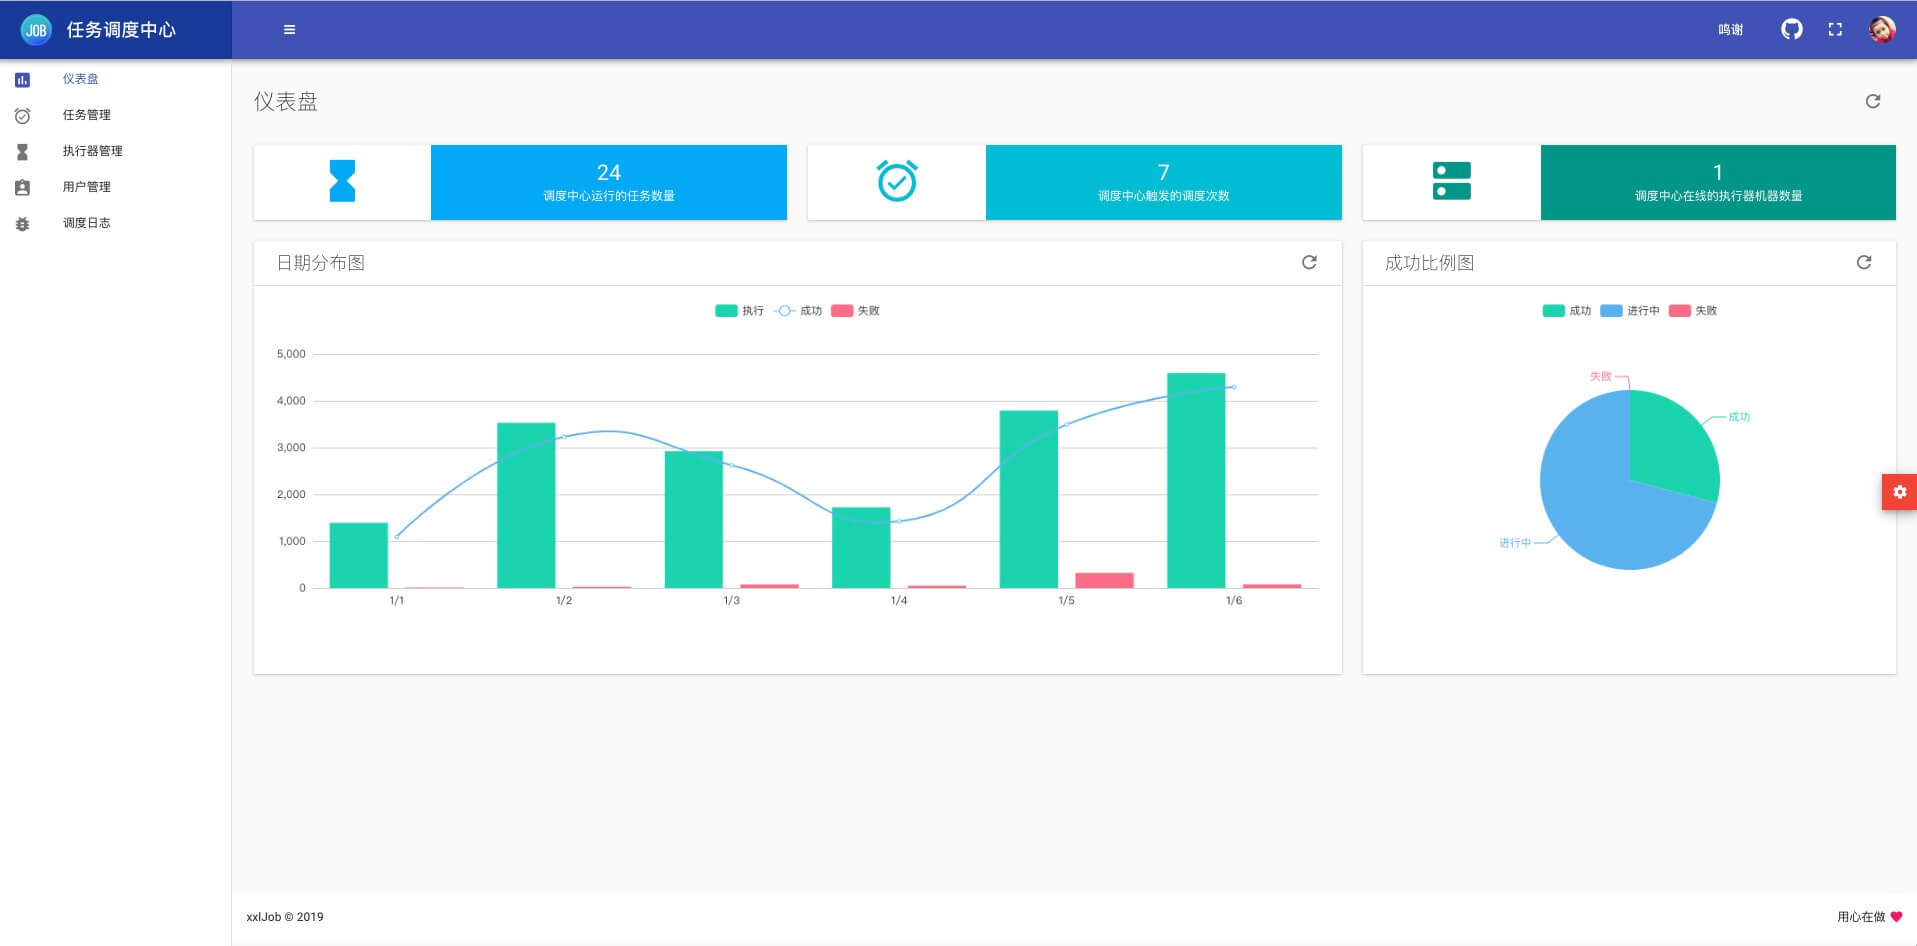 JOB 任务调度中心
鸣谢
仪表盘
任务管理
执行器管理
用户管理
调度日志
仪表盘
24
调度中心运行的任务数量
7
调度中心触发的调度次数
1
调度中心在线的执行器机器数量
日期分布图
执行 成功 失败
5,000
4,000
3,000
2,000
1,000
0
1/1 1/2 1/3 1/4 1/5 1/6
成功比例图
成功 进行中 失败
失败
成功
进行中
xxlJob © 2019
用心在做